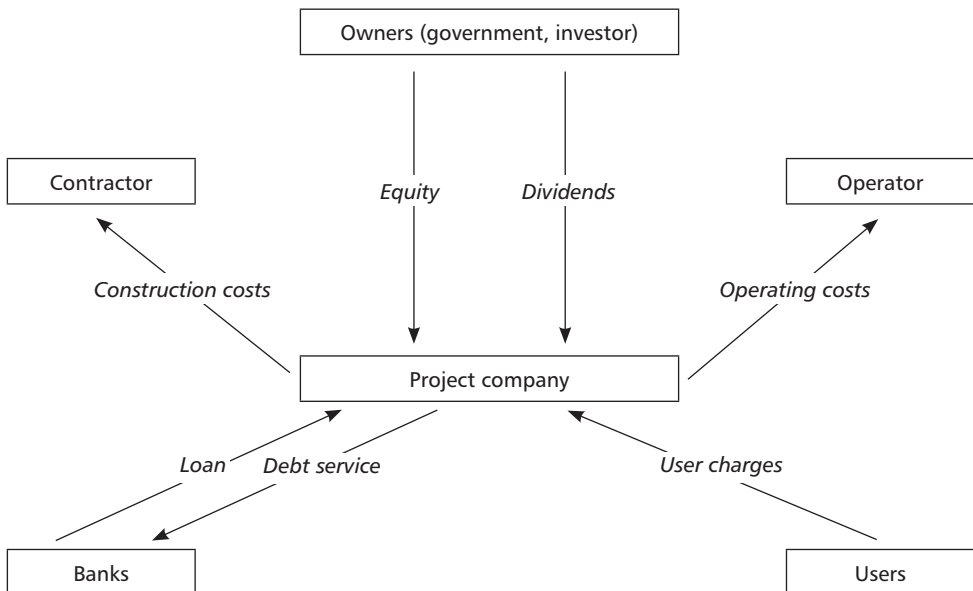 Owners (government, investor)
Contractor
Operator
Equity
Dividends
Construction costs
Operating costs
Project company
Loan
Debt service
User charges
Banks
Users